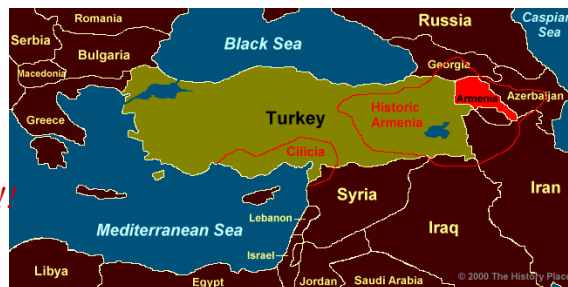 Romania
Russia
Caspian
Sea
Serbia
Black Sea
Bulgaria
Georgia
Macedonia
Armenia
Azerbaijan
Historic
Armenia
Greece
Turkey
Cilicia
!!
Syria
Iran
Lebanon
Mediterranean Sea
Iraq
Israel
Libya
Egypt
Jordan
Saudi Arabia
© 2000 The History Place